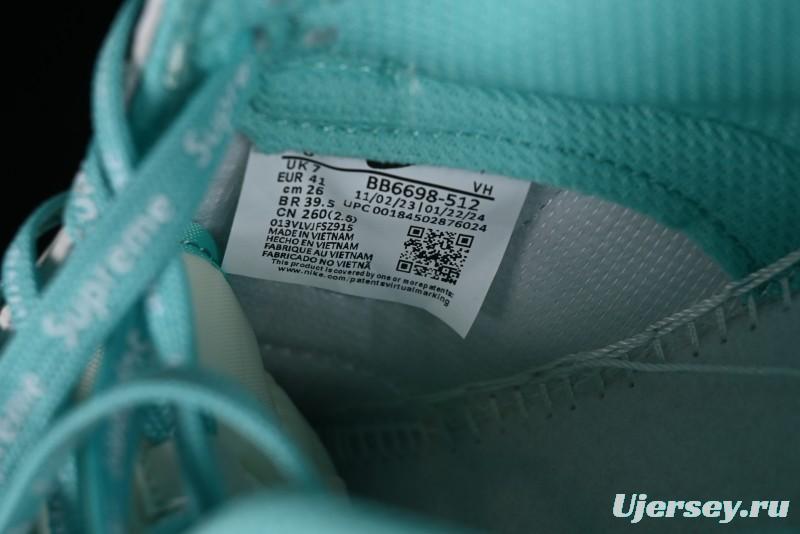 UK 7
EUR 41
cm 26
BR 39.5
CN 260(2.5)
BB6698-512 VH
11/02/23 01/22/24
UPC 00184502876024
013VLVJFSZ915
MADE IN VIETNAM
HECHO EN VIETNAM
FABRIQUE AU VIETNAM
FABRICADO NO VIETNÃ
This product is covered by one or more patents:
www.nike.com/patentsvirtualmarking
Supreme
Supreme
Ujersey.ru